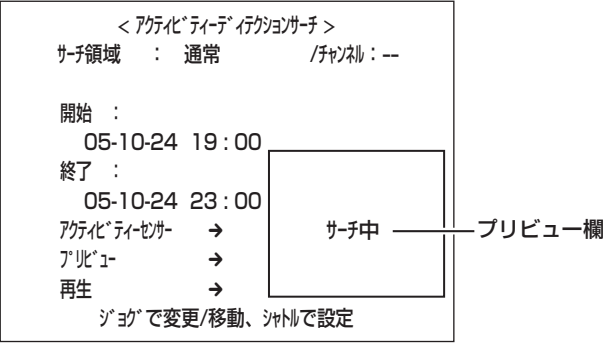 < ｱｸﾃｨﾋﾞﾃｨｰﾃﾞｨﾃｸｼｮﾝｻｰﾁ >
ｻｰﾁ領域 : 通常 /ﾁｬﾝﾈﾙ : --
開始 :
05-10-24 19 : 00
終了 :
05-10-24 23 : 00
ｱｸﾃｨﾋﾞﾃｨｰｾﾝｻｰ →
ﾌﾟﾘﾋﾞｭｰ →
再生 →
ｻｰﾁ中
プリビュー欄
ｼﾞｮｸﾞで変更/移動、ｼｬﾄﾙで設定